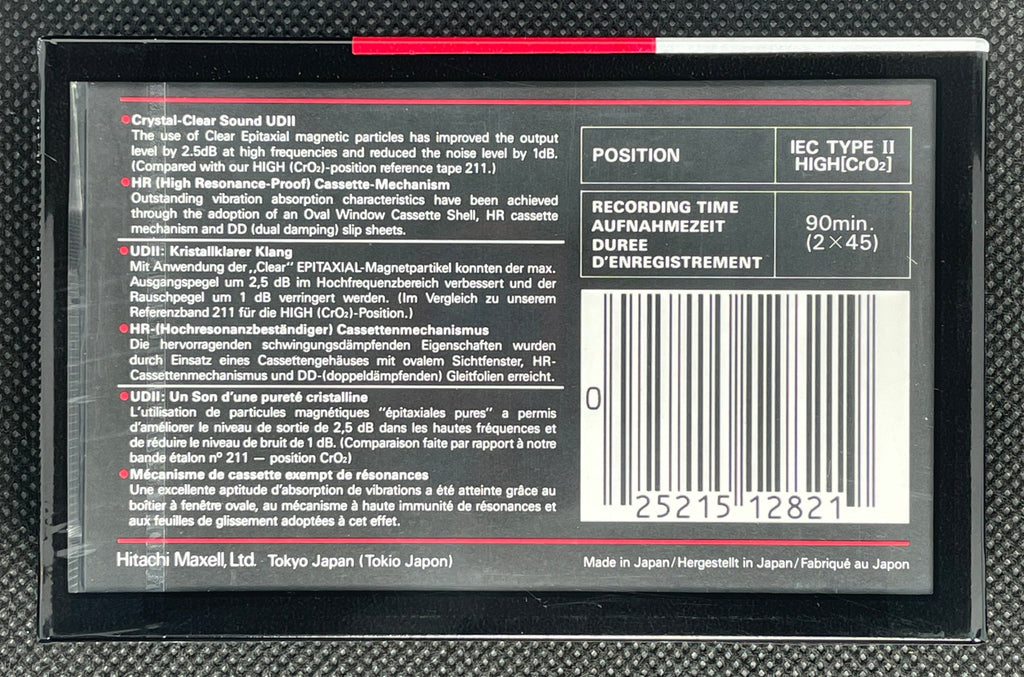 ●Crystal-Clear Sound UDII
The use of Clear Epitaxial magnetic particles has improved the output
level by 2.5dB at high frequencies and reduced the noise level by 1dB.
(Compared with our HIGH (CrO₂)-position reference tape 211.)
●HR (High Resonance-Proof) Cassette-Mechanism
Outstanding vibration absorption characteristics have been achieved
through the adoption of an Oval Window Cassette Shell, HR cassette
mechanism and DD (dual damping) slip sheets.
●UDII: Kristallklarer Klang
Mit Anwendung der „Clear“ EPITAXIAL-Magnetpartikel konnten der max.
Ausgangspegel um 2,5 dB im Hochfrequenzbereich verbessert und der
Rauschpegel um 1 dB verringert werden. (Im Vergleich zu unserem
Referenzband 211 für die HIGH (CrO₂)-Position.)
●HR-(Hochresonanzbeständiger) Cassettenmechanismus
Die hervorragenden schwingungsdämpfenden Eigenschaften wurden
durch Einsatz eines Cassettengehäuses mit ovalem Sichtfenster, HR-
Cassettenmechanismus und DD-(doppeldämpfenden) Gleitfolien erreicht.
●UDII: Un Son d'une pureté cristalline
L'utilisation de particules magnétiques "épitaxiales pures" a permis
d'améliorer le niveau de sortie de 2,5 dB dans les hautes fréquences et
de réduire le niveau de bruit de 1 dB. (Comparaison faite par rapport à notre
bande étalon nº 211 — position CrO₂)
●Mécanisme de cassette exempt de résonances
Une excellente aptitude d'absorption de vibrations a été atteinte grâce au
boîtier à fenêtre ovale, au mécanisme à haute immunité de résonances et
aux feuilles de glissement adoptées à cet effet.
Hitachi Maxell, Ltd. Tokyo Japan (Tokio Japon)
POSITION
IEC TYPE II
HIGH[CrO₂]
RECORDING TIME
AUFNAHMEZEIT
DUREE
D'ENREGISTREMENT
90min.
(2×45)
0
25215 12821
Made in Japan/Hergestellt in Japan/Fabriqué au Japon